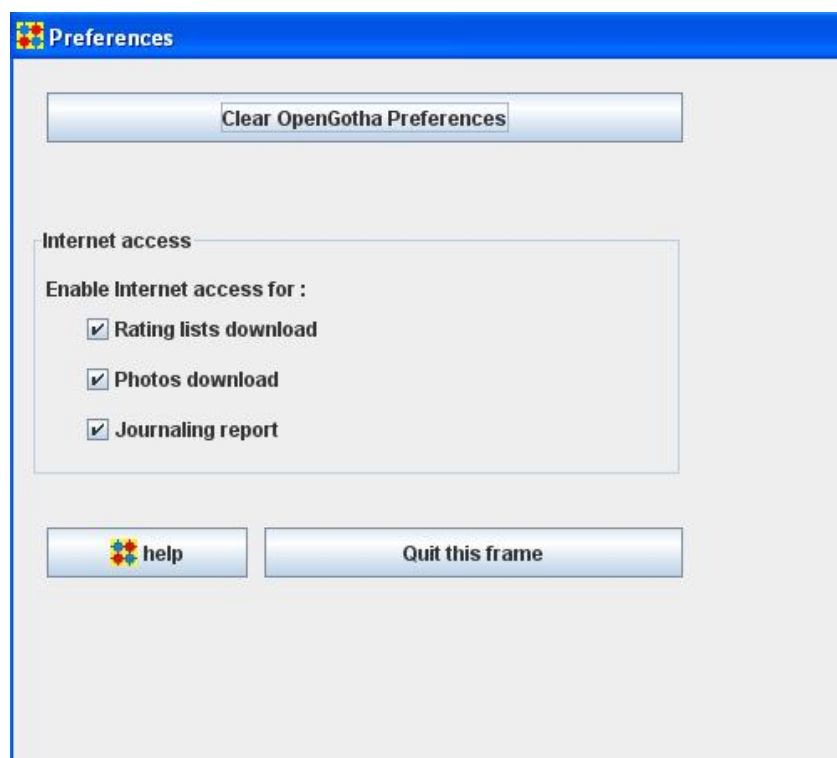 Preferences
Clear OpenGotha Preferences
Internet access
Enable Internet access for :
Rating lists download
Photos download
Journaling report
help
Quit this frame